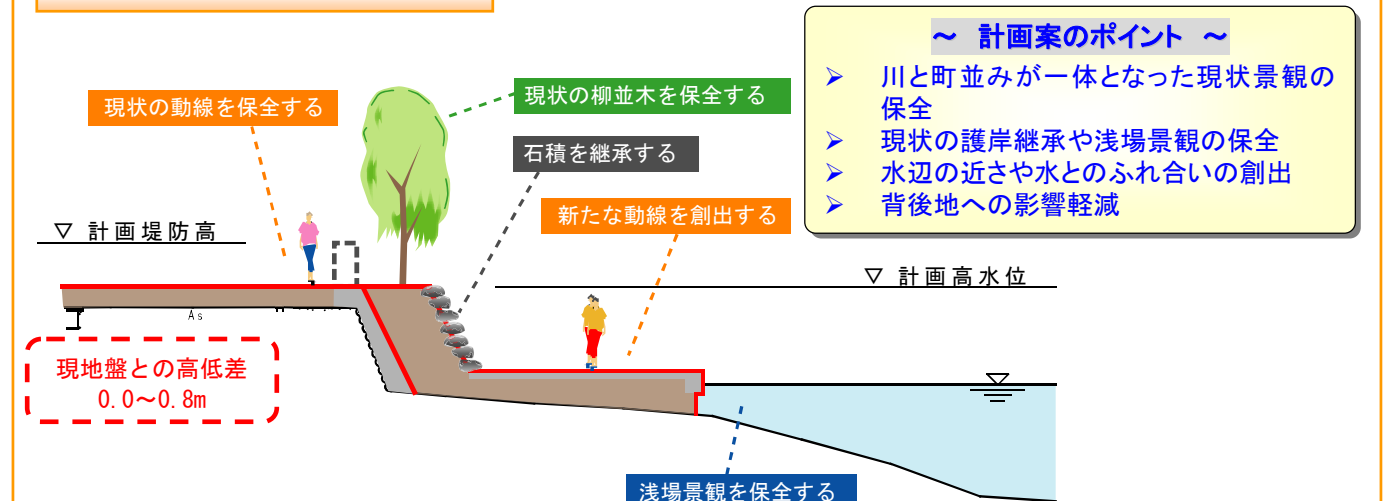 ～ 計画案のポイント ～
➢ 川と町並みが一体となった現状景観の
保全
➢ 現状の護岸継承や浅場景観の保全
➢ 水辺の近さや水とのふれ合いの創出
➢ 背後地への影響軽減
現状の動線を保全する
現状の柳並木を保全する
石積を継承する
新たな動線を創出する
▽ 計画堤防高
▽ 計画高水位
As
現地盤との高低差
0.0～0.8m
浅場景観を保全する